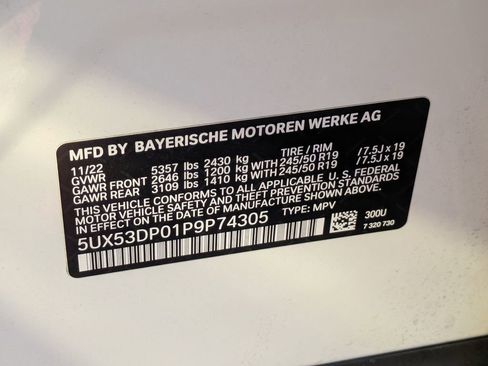 MFD BY BAYERISCHE MOTOREN WERKE AG
11/22 5357 lbs 2430 kg TIRE / RIM
GVWR
GAWR FRONT 2646 lbs 1200 kg WITH 245/50 R19 / 7.5J x 19
GAWR REAR 3109 lbs 1410 kg WITH 245/50 R19 / 7.5J x 19
THIS VEHICLE CONFORMS TO ALL APPLICABLE U.S. FEDERAL
MOTOR VEHICLE SAFETY STANDARDS IN EFFECT ON THE DATE OF MANUFACTURE SHOWN ABOVE.
5UX53DP01P9P74305 TYPE: MPV 300U
7 320 730